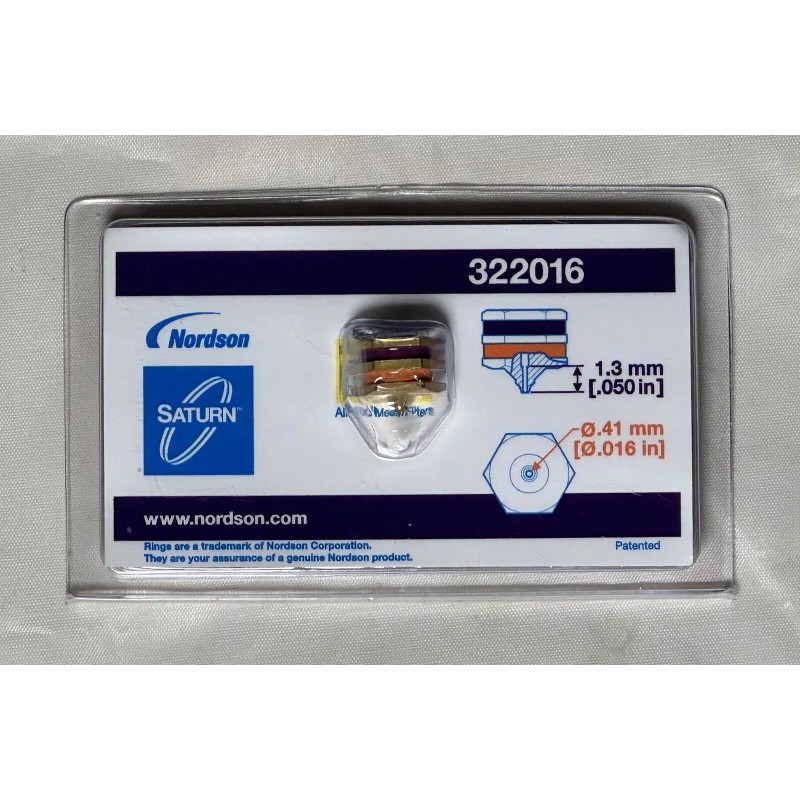 322016
Nordson
SATURN™
1.3 mm
[.050 in]
Ø.41 mm
[Ø.016 in]
www.nordson.com
Rings are a trademark of Nordson Corporation.
They are your assurance of a genuine Nordson product.
Patented